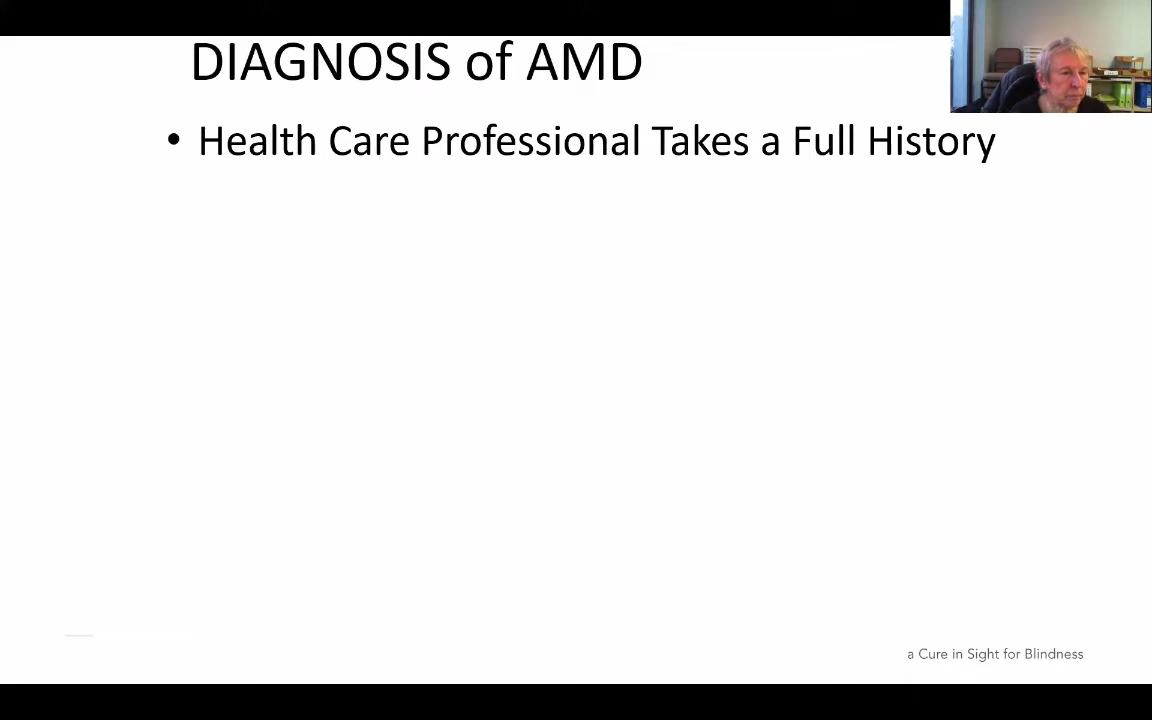 DIAGNOSIS of AMD
• Health Care Professional Takes a Full History
a Cure in Sight for Blindness